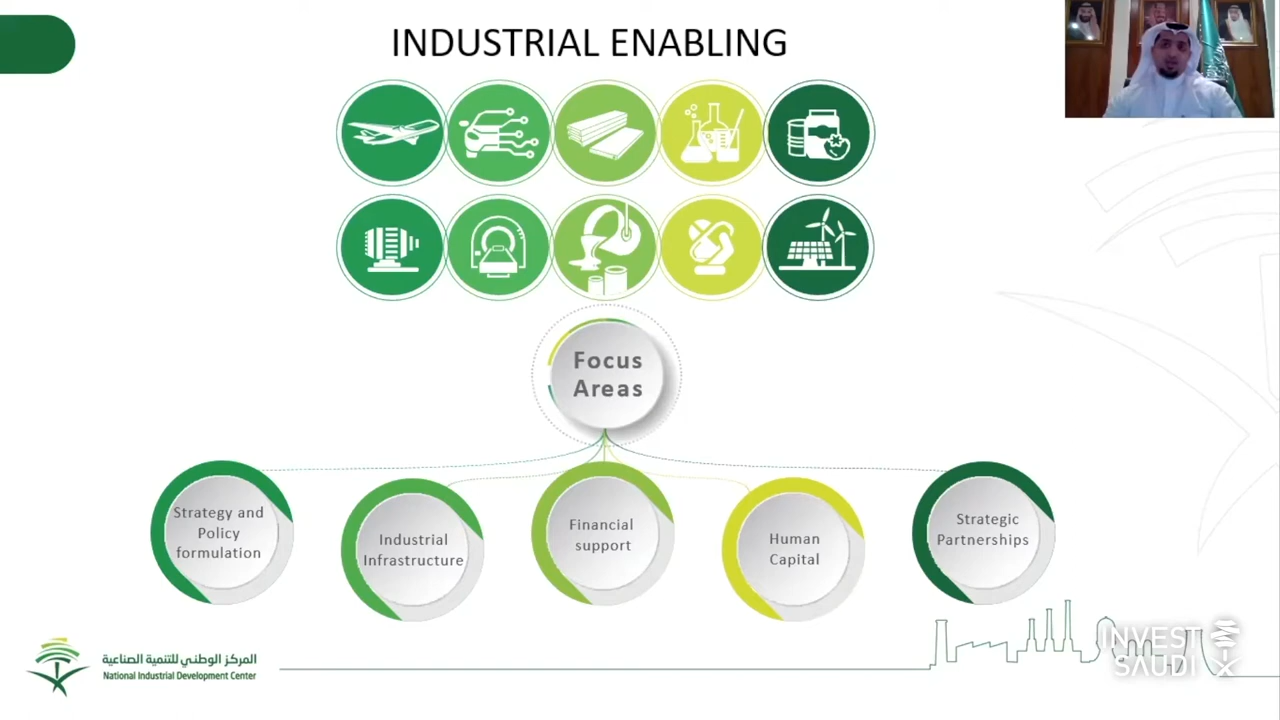 INDUSTRIAL ENABLING
Focus
Areas
Strategy and
Policy
formulation
Industrial
Infrastructure
Financial
support
Human
Capital
Strategic
Partnerships
المركز الوطني للتنمية الصناعية
National Industrial Development Center
INVEST
SAUDI